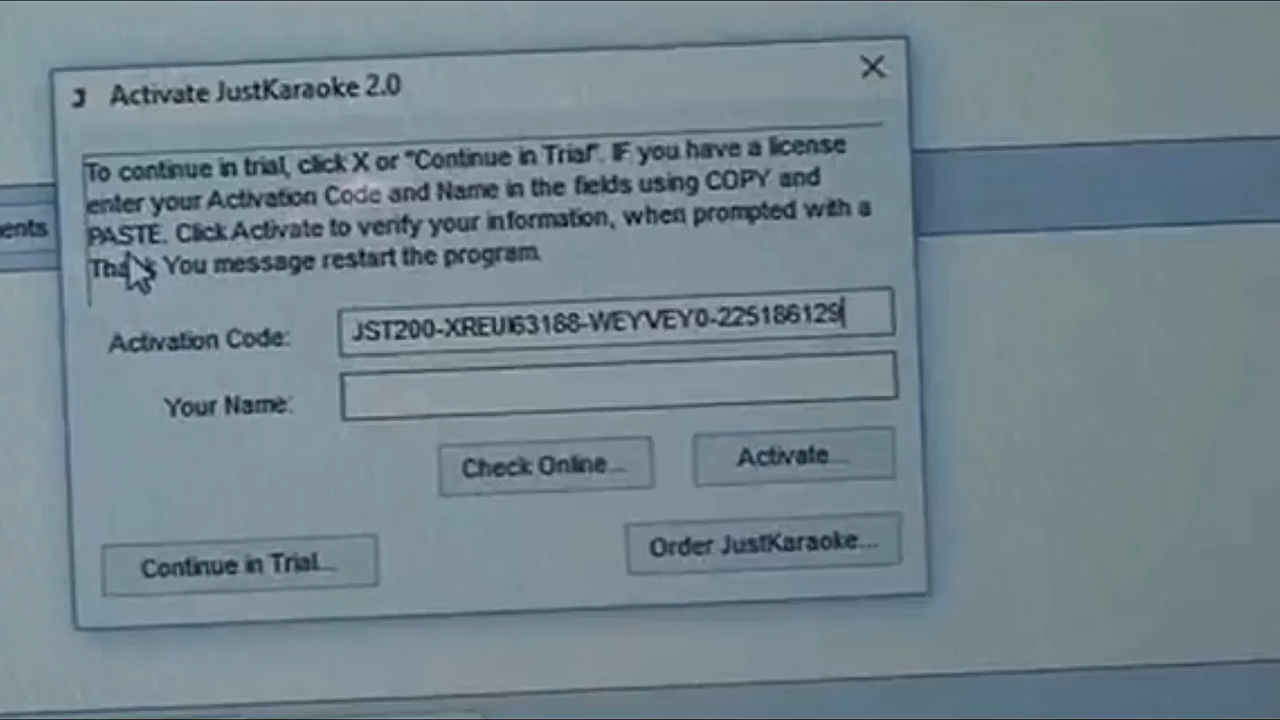 Activate JustKaraoke 2.0
To continue in trial, click X or "Continue in Trial". IF you have a license
enter your Activation Code and Name in the fields using COPY and
PASTE. Click Activate to verify your information, when prompted with a
You message restart the program.
ents
Activation Code: JST200-XREUI63188-WEYVEY0-225186129
Your Name:
Check Online...
Activate...
Continue in Trial...
Order JustKaraoke...